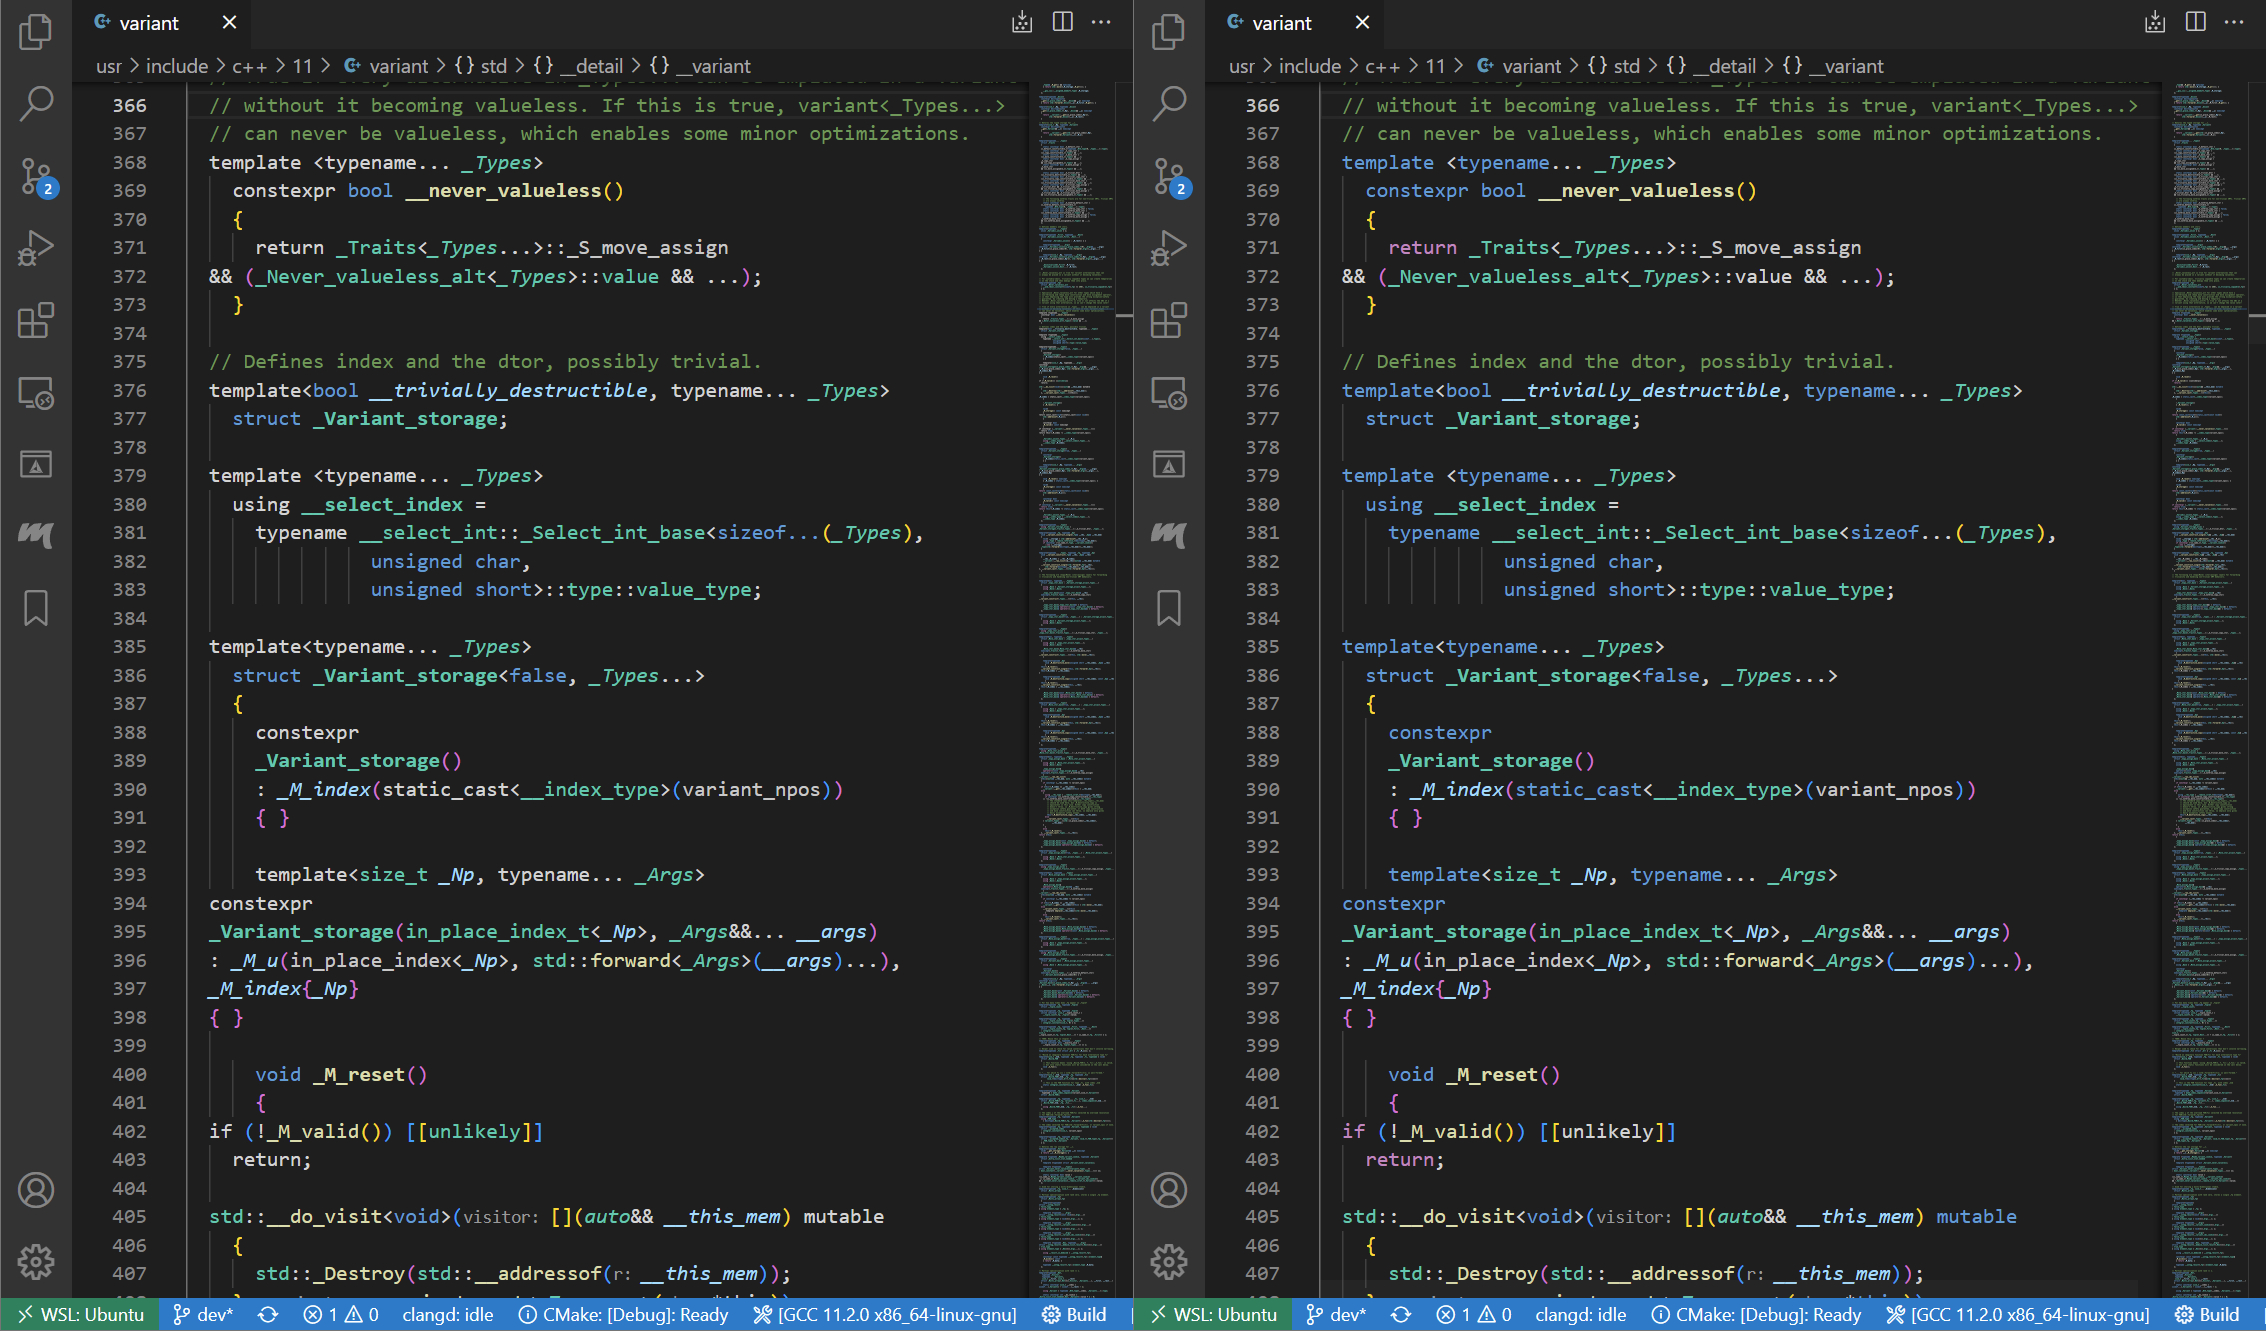 variant
usr > include > c++ > 11 > variant > {} std > {} __detail > {} __variant
366 // without it becoming valueless. If this is true, variant<_Types...>
367 // can never be valueless, which enables some minor optimizations.
368 template <typename... _Types>
369 constexpr bool __never_valueless()
370 {
371 return _Traits<_Types...>::_S_move_assign
372 && (_Never_valueless_alt<_Types>::value && ...);
373 }
374
375 // Defines index and the dtor, possibly trivial.
376 template<bool __trivially_destructible, typename... _Types>
377 struct _Variant_storage;
378
379 template <typename... _Types>
380 using __select_index =
381 typename __select_int::_Select_int_base<sizeof...(_Types),
382 unsigned char,
383 unsigned short>::type::value_type;
384
385 template<typename... _Types>
386 struct _Variant_storage<false, _Types...>
387 {
388 constexpr
389 _Variant_storage()
390 : _M_index(static_cast<__index_type>(variant_npos))
391 { }
392
393 template<size_t _Np, typename... _Args>
394 constexpr
395 _Variant_storage(in_place_index_t<_Np>, _Args&&... __args)
396 : _M_u(in_place_index<_Np>, std::forward<_Args>(__args)...),
397 _M_index{_Np}
398 { }
399
400 void _M_reset()
401 {
402 if (!_M_valid()) [[unlikely]]
403 return;
404
405 std::__do_visit<void>(visitor: [](auto&& __this_mem) mutable
406 {
407 std::_Destroy(std::__addressof(r: __this_mem));
2
WSL: Ubuntu dev* 1 0 clangd: idle CMake: [Debug]: Ready [GCC 11.2.0 x86_64-linux-gnu] Build
variant
usr > include > c++ > 11 > variant > {} std > {} __detail > {} __variant
366 // without it becoming valueless. If this is true, variant<_Types...>
367 // can never be valueless, which enables some minor optimizations.
368 template <typename... _Types>
369 constexpr bool __never_valueless()
370 {
371 return _Traits<_Types...>::_S_move_assign
372 && (_Never_valueless_alt<_Types>::value && ...);
373 }
374
375 // Defines index and the dtor, possibly trivial.
376 template<bool __trivially_destructible, typename... _Types>
377 struct _Variant_storage;
378
379 template <typename... _Types>
380 using __select_index =
381 typename __select_int::_Select_int_base<sizeof...(_Types),
382 unsigned char,
383 unsigned short>::type::value_type;
384
385 template<typename... _Types>
386 struct _Variant_storage<false, _Types...>
387 {
388 constexpr
389 _Variant_storage()
390 : _M_index(static_cast<__index_type>(variant_npos))
391 { }
392
393 template<size_t _Np, typename... _Args>
394 constexpr
395 _Variant_storage(in_place_index_t<_Np>, _Args&&... __args)
396 : _M_u(in_place_index<_Np>, std::forward<_Args>(__args)...),
397 _M_index{_Np}
398 { }
399
400 void _M_reset()
401 {
402 if (!_M_valid()) [[unlikely]]
403 return;
404
405 std::__do_visit<void>(visitor: [](auto&& __this_mem) mutable
406 {
407 std::_Destroy(std::__addressof(r: __this_mem));
2
WSL: Ubuntu dev* 1 0 clangd: idle CMake: [Debug]: Ready [GCC 11.2.0 x86_64-linux-gnu] Build